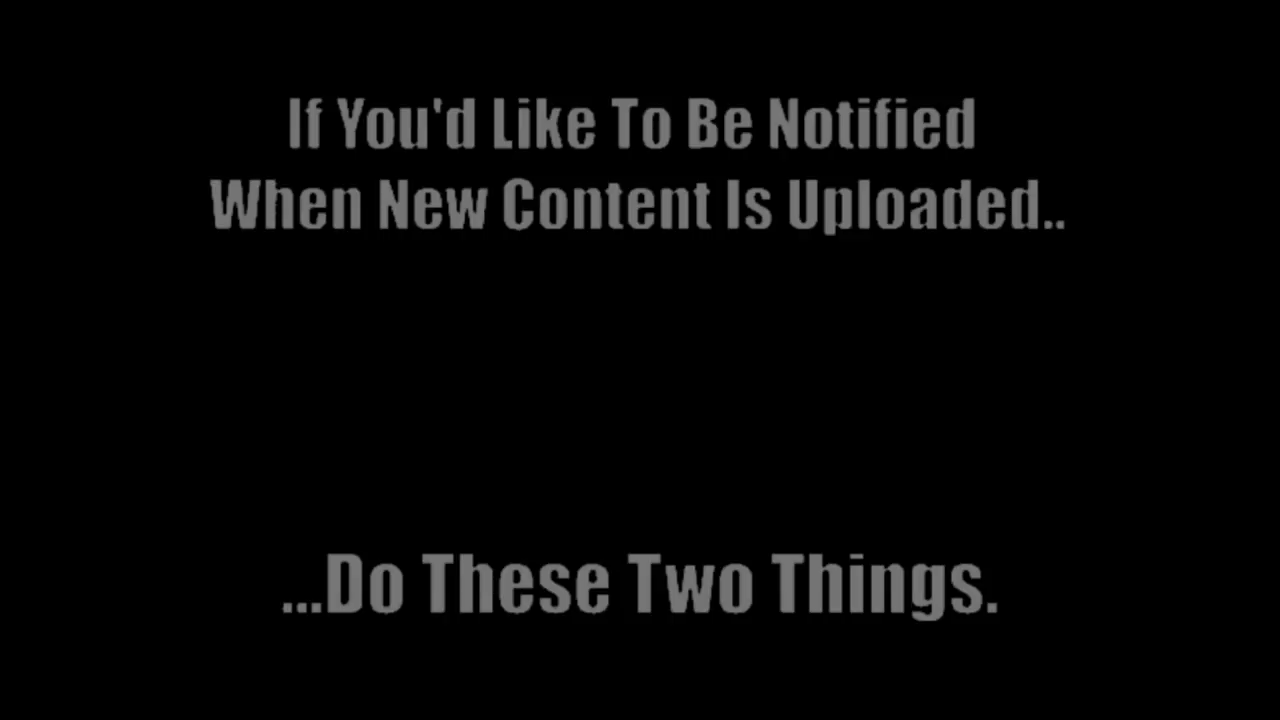 If You'd Like To Be Notified
When New Content Is Uploaded..
...Do These Two Things.